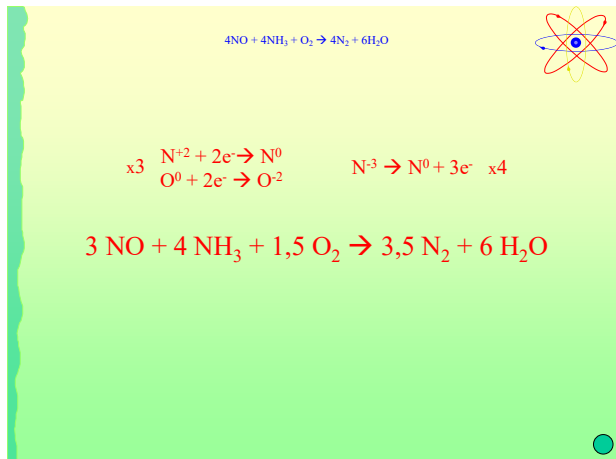 4NO + 4NH₃ + O₂ → 4N₂ + 6H₂O
x3 N⁺² + 2e⁻→ N⁰
O⁰ + 2e⁻ → O⁻²
N⁻³ → N⁰ + 3e⁻ x4
3 NO + 4 NH₃ + 1,5 O₂ → 3,5 N₂ + 6 H₂O